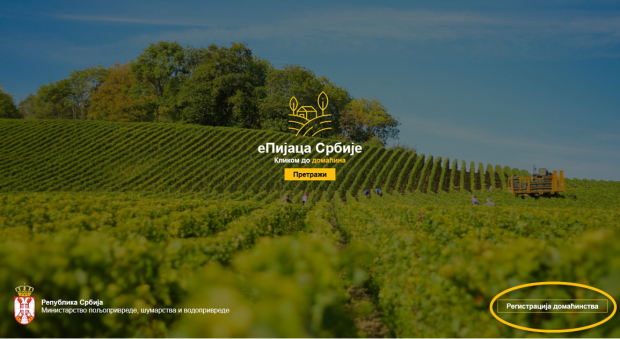 еПијаца Србије
Кликом до домаћина
Претражи
Република Србија
Министарство пољопривреде, шумарства и водопривреде
Регистрација домаћинства